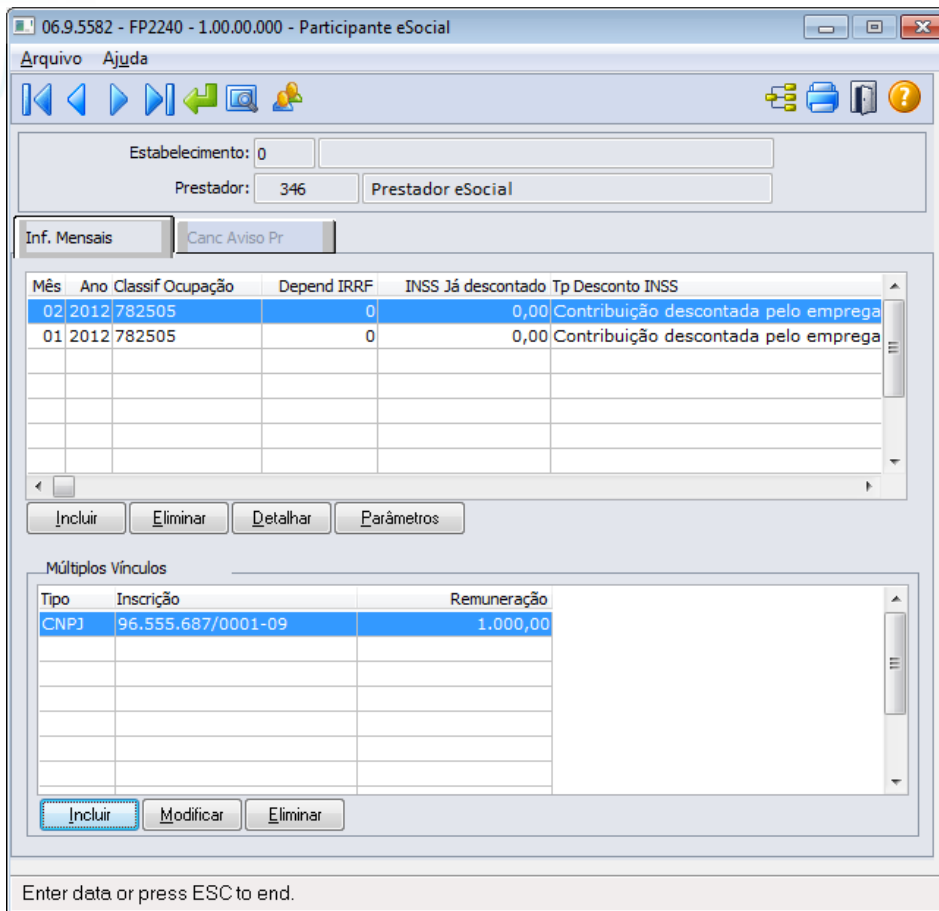 06.9.5582 - FP2240 - 1.00.00.000 - Participante eSocial
Arquivo Ajuda
Estabelecimento: 0
Prestador: 346 Prestador eSocial
Inf. Mensais Canc Aviso Pr
Mês Ano Classif Ocupação Depend IRRF INSS Já descontado Tp Desconto INSS
02 2012 782505 0 0,00 Contribuição descontada pelo emprega
01 2012 782505 0 0,00 Contribuição descontada pelo emprega
Incluir Eliminar Detalhar Parâmetros
Múltiplos Vínculos
Tipo Inscrição Remuneração
CNPJ 96.555.687/0001-09 1.000,00
Incluir Modificar Eliminar
Enter data or press ESC to end.